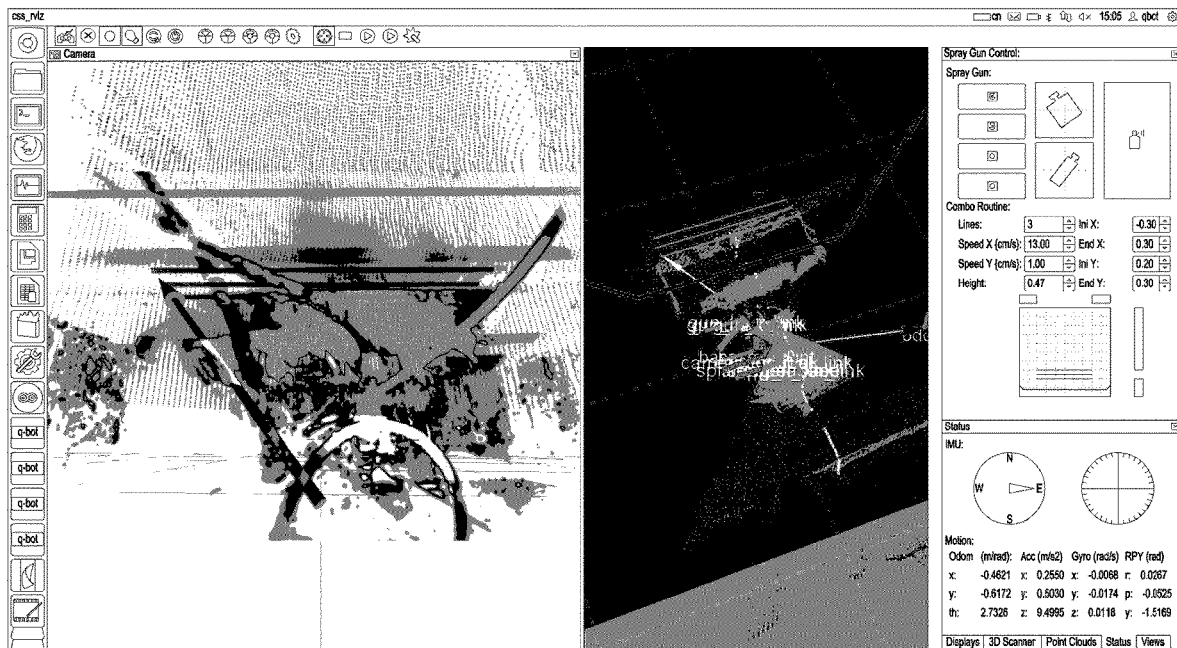 css_rvlz
cn 15:05 qbot
Camera
Spray Gun Control:
Spray Gun:
Combo Routine:
Lines: 3 Ini X: -0.30
Speed X {cm/s}: 13.00 End X: 0.30
Speed Y {cm/s}: 1.00 Ini Y: 0.20
Height: 0.47 End Y: 0.30
q-bot
q-bot
q-bot
q-bot
Status
IMU:
N
W E
S
Motion:
Odom (m/rad): Acc (m/s2) Gyro (rad/s) RPY (rad)
x: -0.4621 x: 0.2550 x: -0.0068 r: 0.0267
y: -0.6172 y: 0.6030 y: -0.0174 p: -0.0525
th: 2.7326 z: 9.4995 z: 0.0118 y: -1.5169
Displays 3D Scanner Point Clouds Status Views